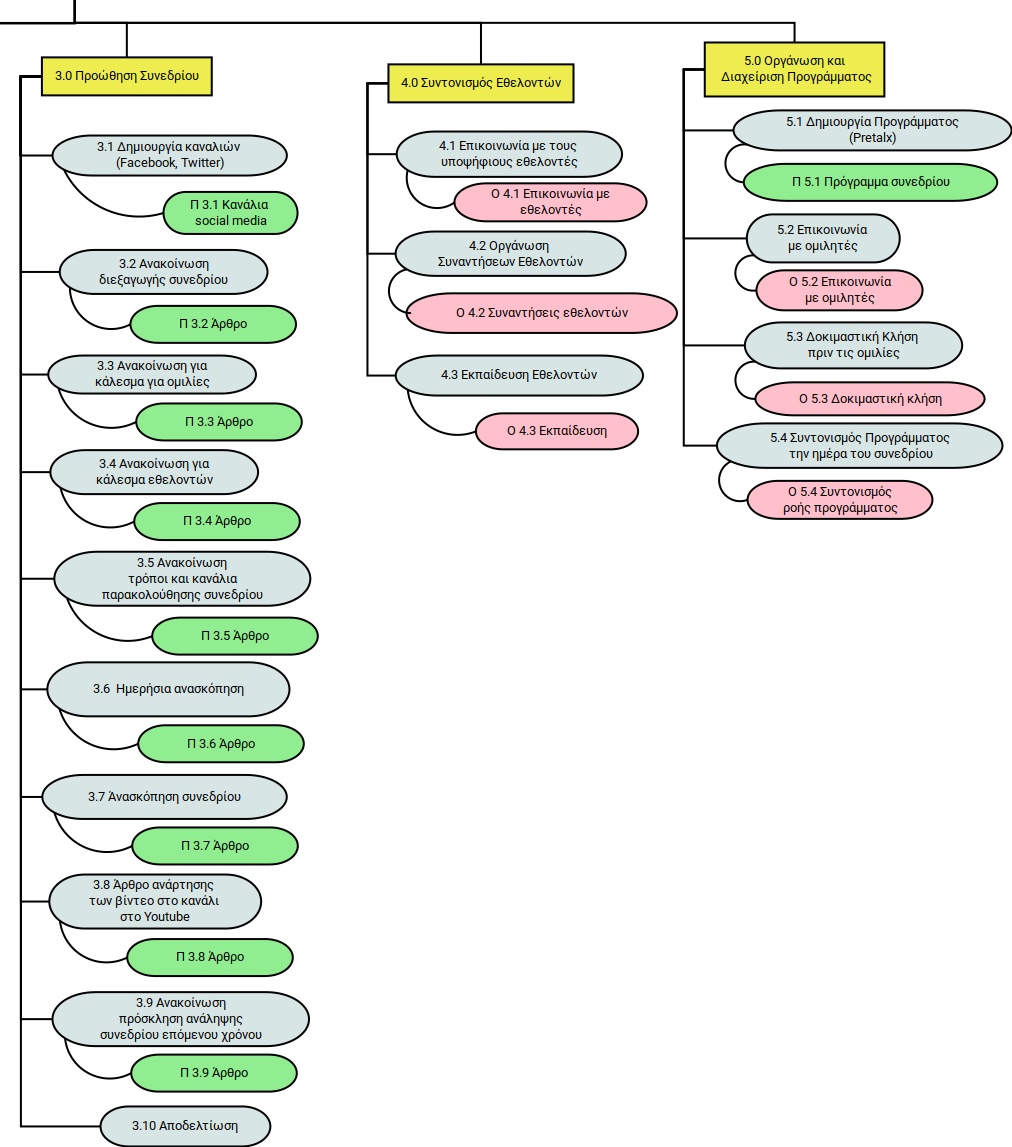 3.0 Προώθηση Συνεδρίου
3.1 Δημιουργία καναλιών
(Facebook, Twitter)
Π 3.1 Κανάλια
social media
3.2 Ανακοίνωση
διεξαγωγής συνεδρίου
Π 3.2 Άρθρο
3.3 Ανακοίνωση για
κάλεσμα για ομιλίες
Π 3.3 Άρθρο
3.4 Ανακοίνωση για
κάλεσμα εθελοντών
Π 3.4 Άρθρο
3.5 Ανακοίνωση
τρόποι και κανάλια
παρακολούθησης συνεδρίου
Π 3.5 Άρθρο
3.6 Ημερήσια ανασκόπηση
Π 3.6 Άρθρο
3.7 Άνασκόπηση συνεδρίου
Π 3.7 Άρθρο
3.8 Άρθρο ανάρτησης
των βίντεο στο κανάλι
στο Youtube
Π 3.8 Άρθρο
3.9 Ανακοίνωση
πρόσκληση ανάληψης
συνεδρίου επόμενου χρόνου
Π 3.9 Άρθρο
3.10 Αποδελτίωση
4.0 Συντονισμός Εθελοντών
4.1 Επικοινωνία με τους
υποψήφιους εθελοντές
Ο 4.1 Επικοινωνία με
εθελοντές
4.2 Οργάνωση
Συναντήσεων Εθελοντών
Ο 4.2 Συναντήσεις εθελοντών
4.3 Εκπαίδευση Εθελοντών
Ο 4.3 Εκπαίδευση
5.0 Οργάνωση και
Διαχείριση Προγράμματος
5.1 Δημιουργία Προγράμματος
(Pretalx)
Π 5.1 Πρόγραμμα συνεδρίου
5.2 Επικοινωνία
με ομιλητές
Ο 5.2 Επικοινωνία
με ομιλητές
5.3 Δοκιμαστική Κλήση
πριν τις ομιλίες
Ο 5.3 Δοκιμαστική κλήση
5.4 Συντονισμός Προγράμματος
την ημέρα του συνεδρίου
Ο 5.4 Συντονισμός
ροής προγράμματος